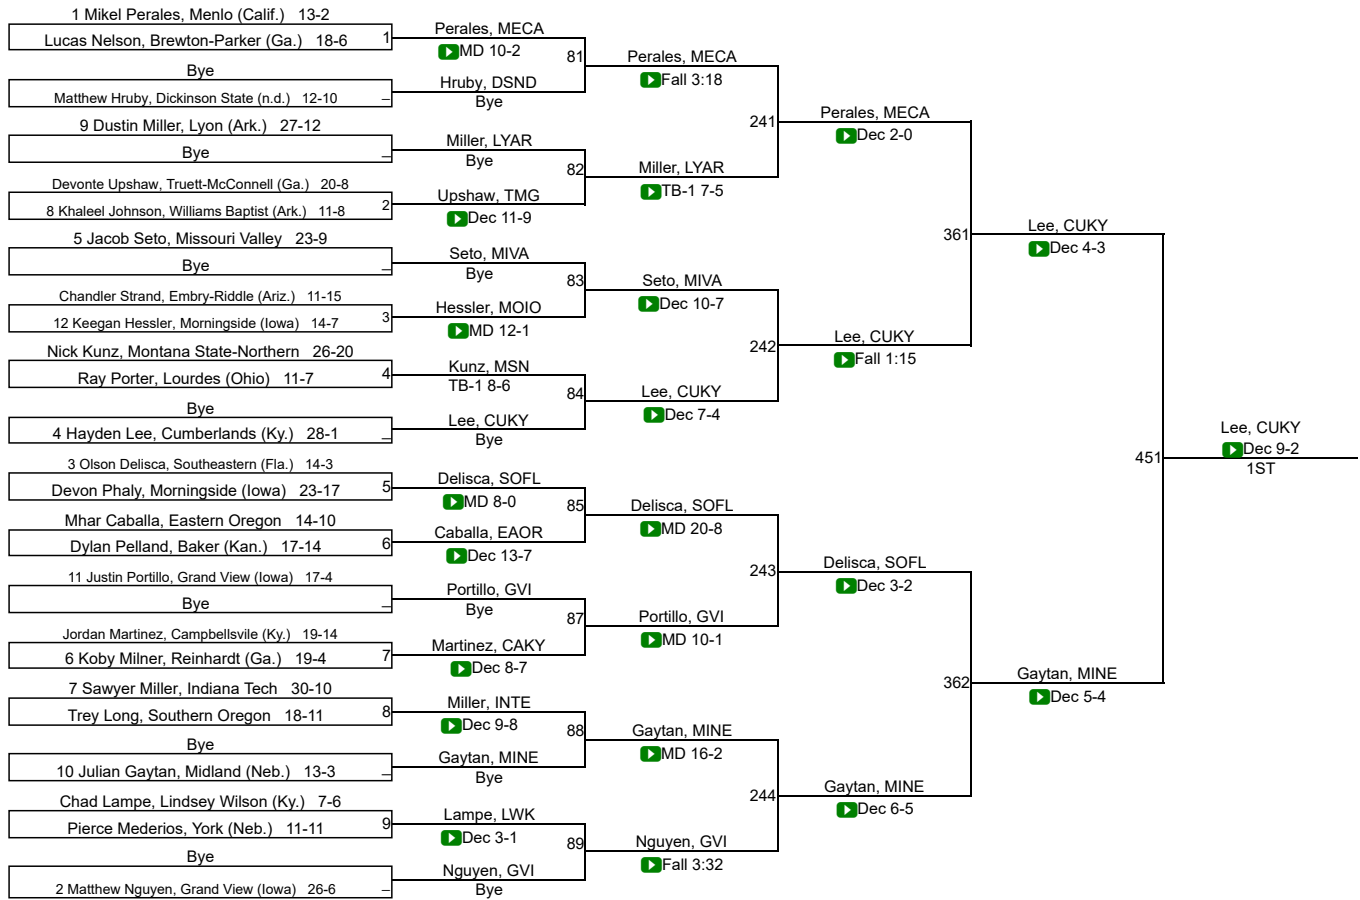 1 Mikel Perales, Menlo (Calif.) 13-2
Lucas Nelson, Brewton-Parker (Ga.) 18-6
1
Bye
Matthew Hruby, Dickinson State (n.d.) 12-10
_
9 Dustin Miller, Lyon (Ark.) 27-12
Bye
_
Devonte Upshaw, Truett-McConnell (Ga.) 20-8
8 Khaleel Johnson, Williams Baptist (Ark.) 11-8
2
5 Jacob Seto, Missouri Valley 23-9
Bye
_
Chandler Strand, Embry-Riddle (Ariz.) 11-15
12 Keegan Hessler, Morningside (Iowa) 14-7
3
Nick Kunz, Montana State-Northern 26-20
Ray Porter, Lourdes (Ohio) 11-7
4
Bye
4 Hayden Lee, Cumberlands (Ky.) 28-1
_
3 Olson Delisca, Southeastern (Fla.) 14-3
Devon Phaly, Morningside (Iowa) 23-17
5
Mhar Caballa, Eastern Oregon 14-10
Dylan Pelland, Baker (Kan.) 17-14
6
11 Justin Portillo, Grand View (Iowa) 17-4
Bye
_
Jordan Martinez, Campbellsvile (Ky.) 19-14
6 Koby Milner, Reinhardt (Ga.) 19-4
7
7 Sawyer Miller, Indiana Tech 30-10
Trey Long, Southern Oregon 18-11
8
Bye
10 Julian Gaytan, Midland (Neb.) 13-3
_
Chad Lampe, Lindsey Wilson (Ky.) 7-6
Pierce Mederios, York (Neb.) 11-11
9
Bye
2 Matthew Nguyen, Grand View (Iowa) 26-6
_
Perales, MECA
MD 10-2
81
Hruby, DSND
Bye
Miller, LYAR
Bye
82
Upshaw, TMG
Dec 11-9
Seto, MIVA
Bye
83
Hessler, MOIO
MD 12-1
Kunz, MSN
TB-1 8-6
84
Lee, CUKY
Bye
Delisca, SOFL
MD 8-0
85
Caballa, EAOR
Dec 13-7
Portillo, GVI
Bye
87
Martinez, CAKY
Dec 8-7
Miller, INTE
Dec 9-8
88
Gaytan, MINE
Bye
Lampe, LWK
Dec 3-1
89
Nguyen, GVI
Bye
Perales, MECA
Fall 3:18
241
Miller, LYAR
TB-1 7-5
Seto, MIVA
Dec 10-7
242
Lee, CUKY
Dec 7-4
Delisca, SOFL
MD 20-8
243
Portillo, GVI
MD 10-1
Gaytan, MINE
MD 16-2
244
Nguyen, GVI
Fall 3:32
Perales, MECA
Dec 2-0
361
Lee, CUKY
Fall 1:15
Delisca, SOFL
Dec 3-2
362
Gaytan, MINE
Dec 6-5
Lee, CUKY
Dec 4-3
451
Gaytan, MINE
Dec 5-4
Lee, CUKY
Dec 9-2
1ST